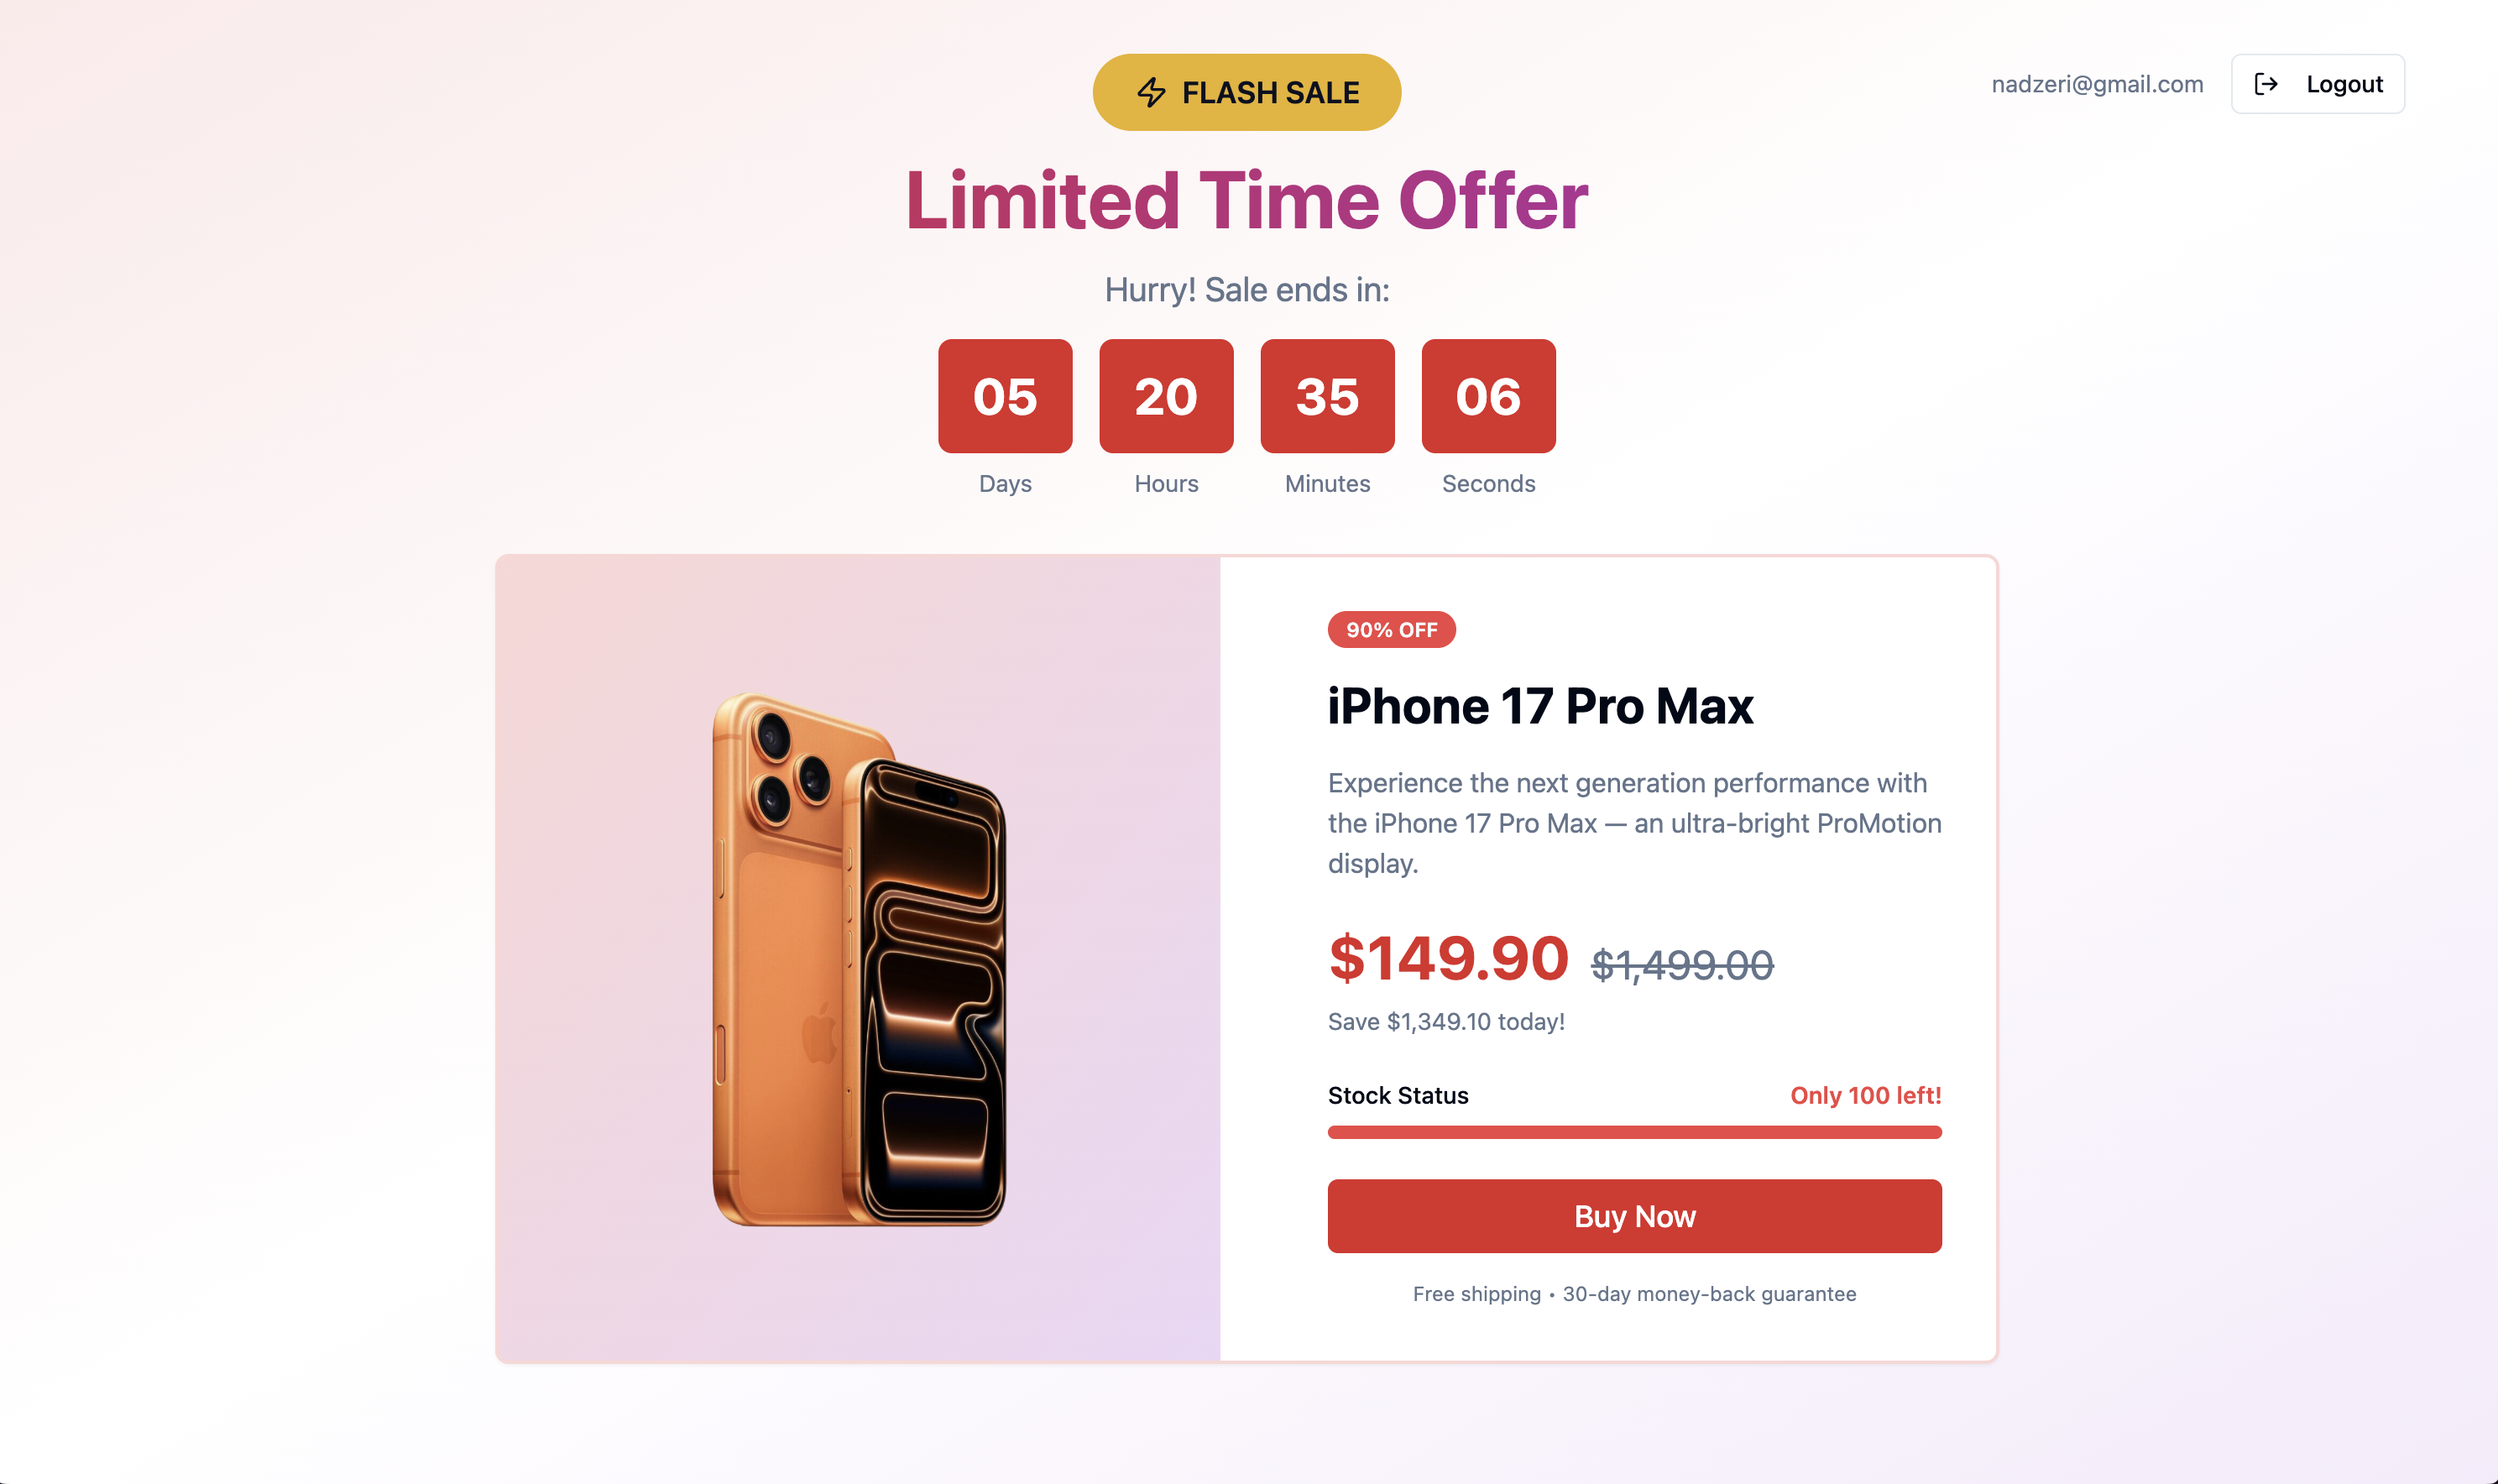 FLASH SALE
nadzeri@gmail.com
Logout
Limited Time Offer
Hurry! Sale ends in:
05 20 35 06
Days Hours Minutes Seconds
90% OFF
iPhone 17 Pro Max
Experience the next generation performance with
the iPhone 17 Pro Max — an ultra-bright ProMotion
display.
$149.90 $1,499.00
Save $1,349.10 today!
Stock Status Only 100 left!
Buy Now
Free shipping • 30-day money-back guarantee